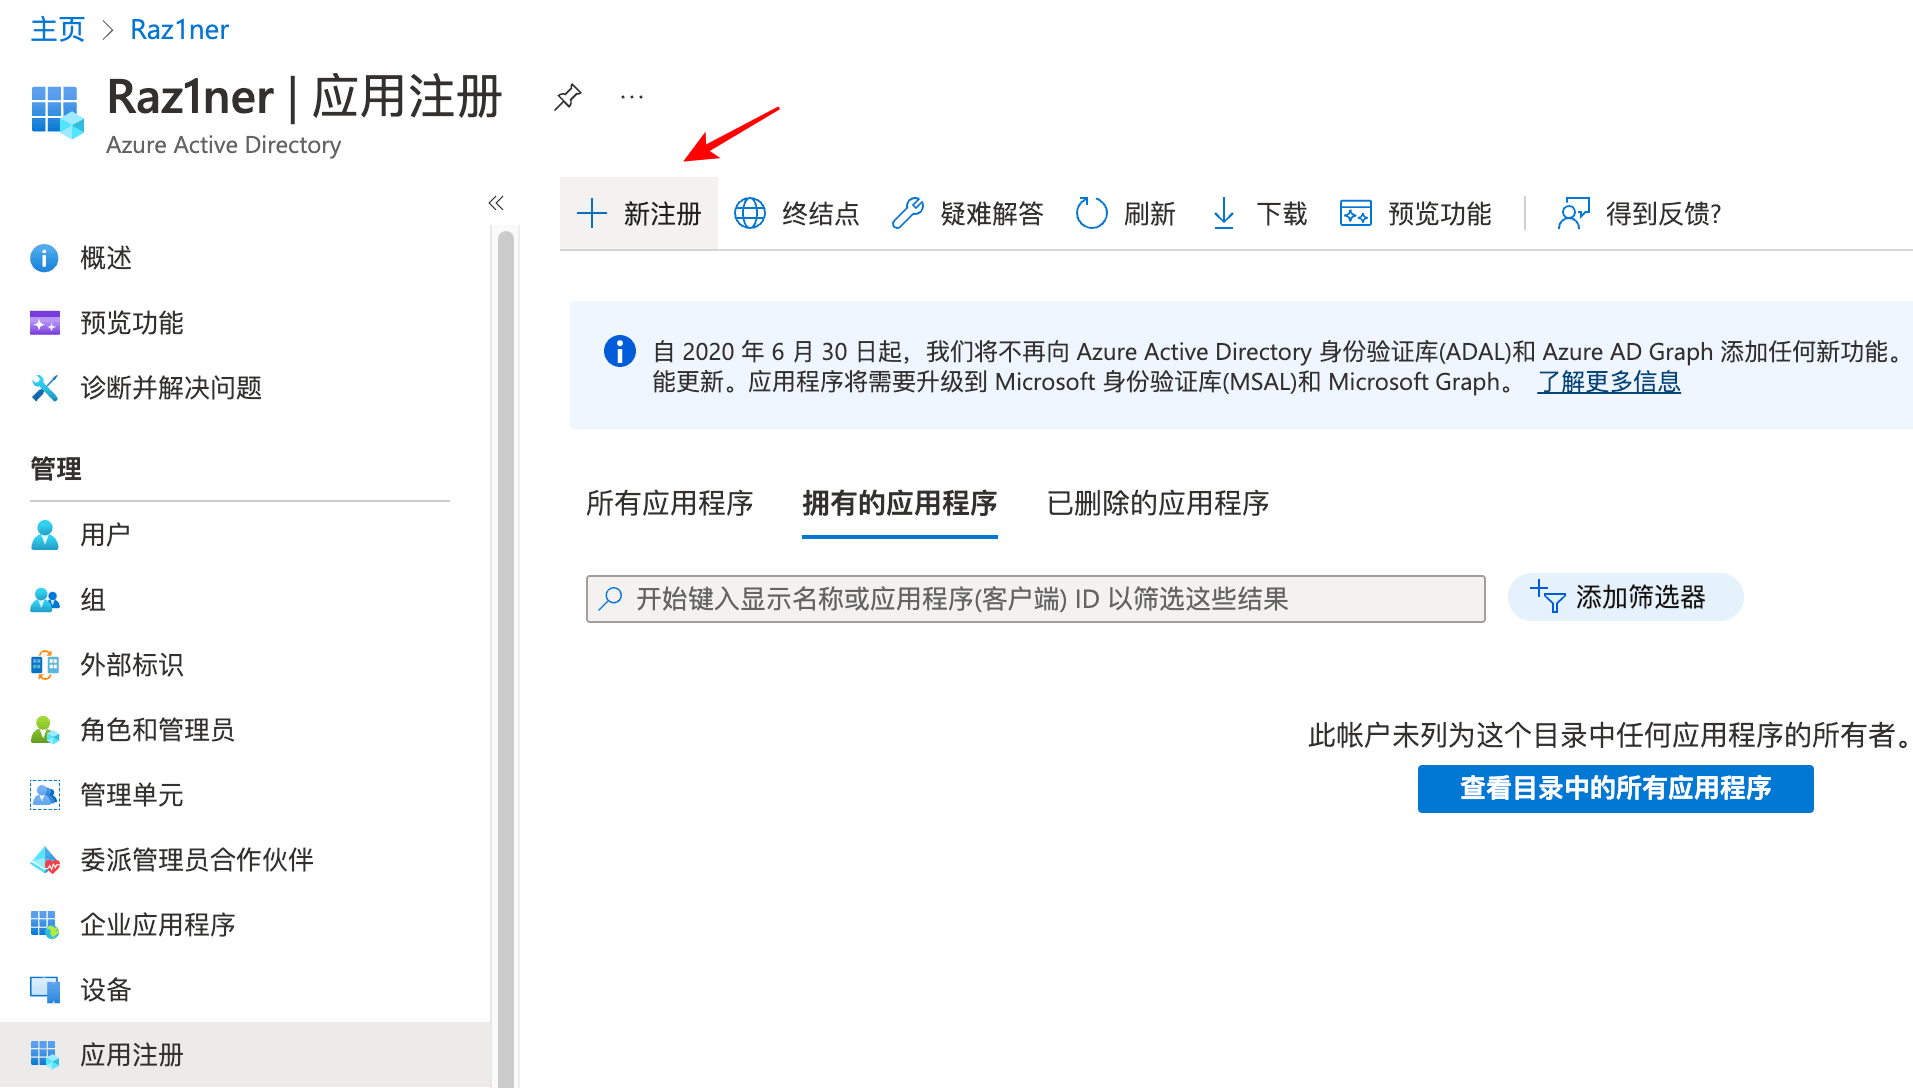 主页 > Raz1ner
Raz1ner | 应用注册
Azure Active Directory
新注册 终结点 疑难解答 刷新 下载 预览功能 得到反馈?
概述
预览功能
诊断并解决问题
管理
用户
组
外部标识
角色和管理员
管理单元
委派管理员合作伙伴
企业应用程序
设备
应用注册
自 2020 年 6 月 30 日起，我们将不再向 Azure Active Directory 身份验证库(ADAL)和 Azure AD Graph 添加任何新功能。
能更新。应用程序将需要升级到 Microsoft 身份验证库(MSAL)和 Microsoft Graph。 了解更多信息
所有应用程序 拥有的应用程序 已删除的应用程序
开始键入显示名称或应用程序(客户端) ID 以筛选这些结果
添加筛选器
此帐户未列为这个目录中任何应用程序的所有者。
查看目录中的所有应用程序